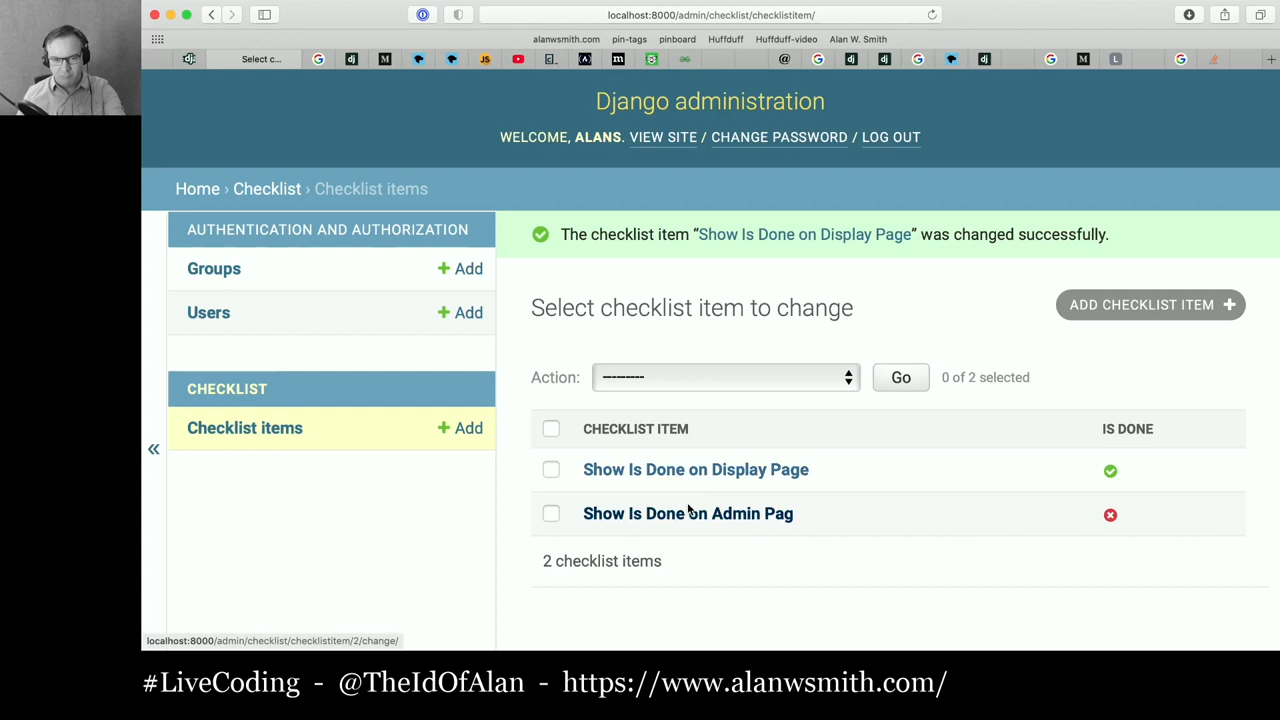 localhost:8000/admin/checklist/checklistitem/
alanwsmith.com pin-tags pinboard Huffduff Huffduff-video Alan W. Smith
Select c...
Django administration
WELCOME, ALANS. VIEW SITE / CHANGE PASSWORD / LOG OUT
Home › Checklist › Checklist items
AUTHENTICATION AND AUTHORIZATION
Groups + Add
Users + Add
CHECKLIST
Checklist items + Add
«
The checklist item “Show Is Done on Display Page” was changed successfully.
Select checklist item to change
ADD CHECKLIST ITEM +
Action: --------- Go 0 of 2 selected
CHECKLIST ITEM IS DONE
Show Is Done on Display Page
Show Is Done on Admin Pag
2 checklist items
localhost:8000/admin/checklist/checklistitem/2/change/
#LiveCoding - @TheIdOfAlan - https://www.alanwsmith.com/